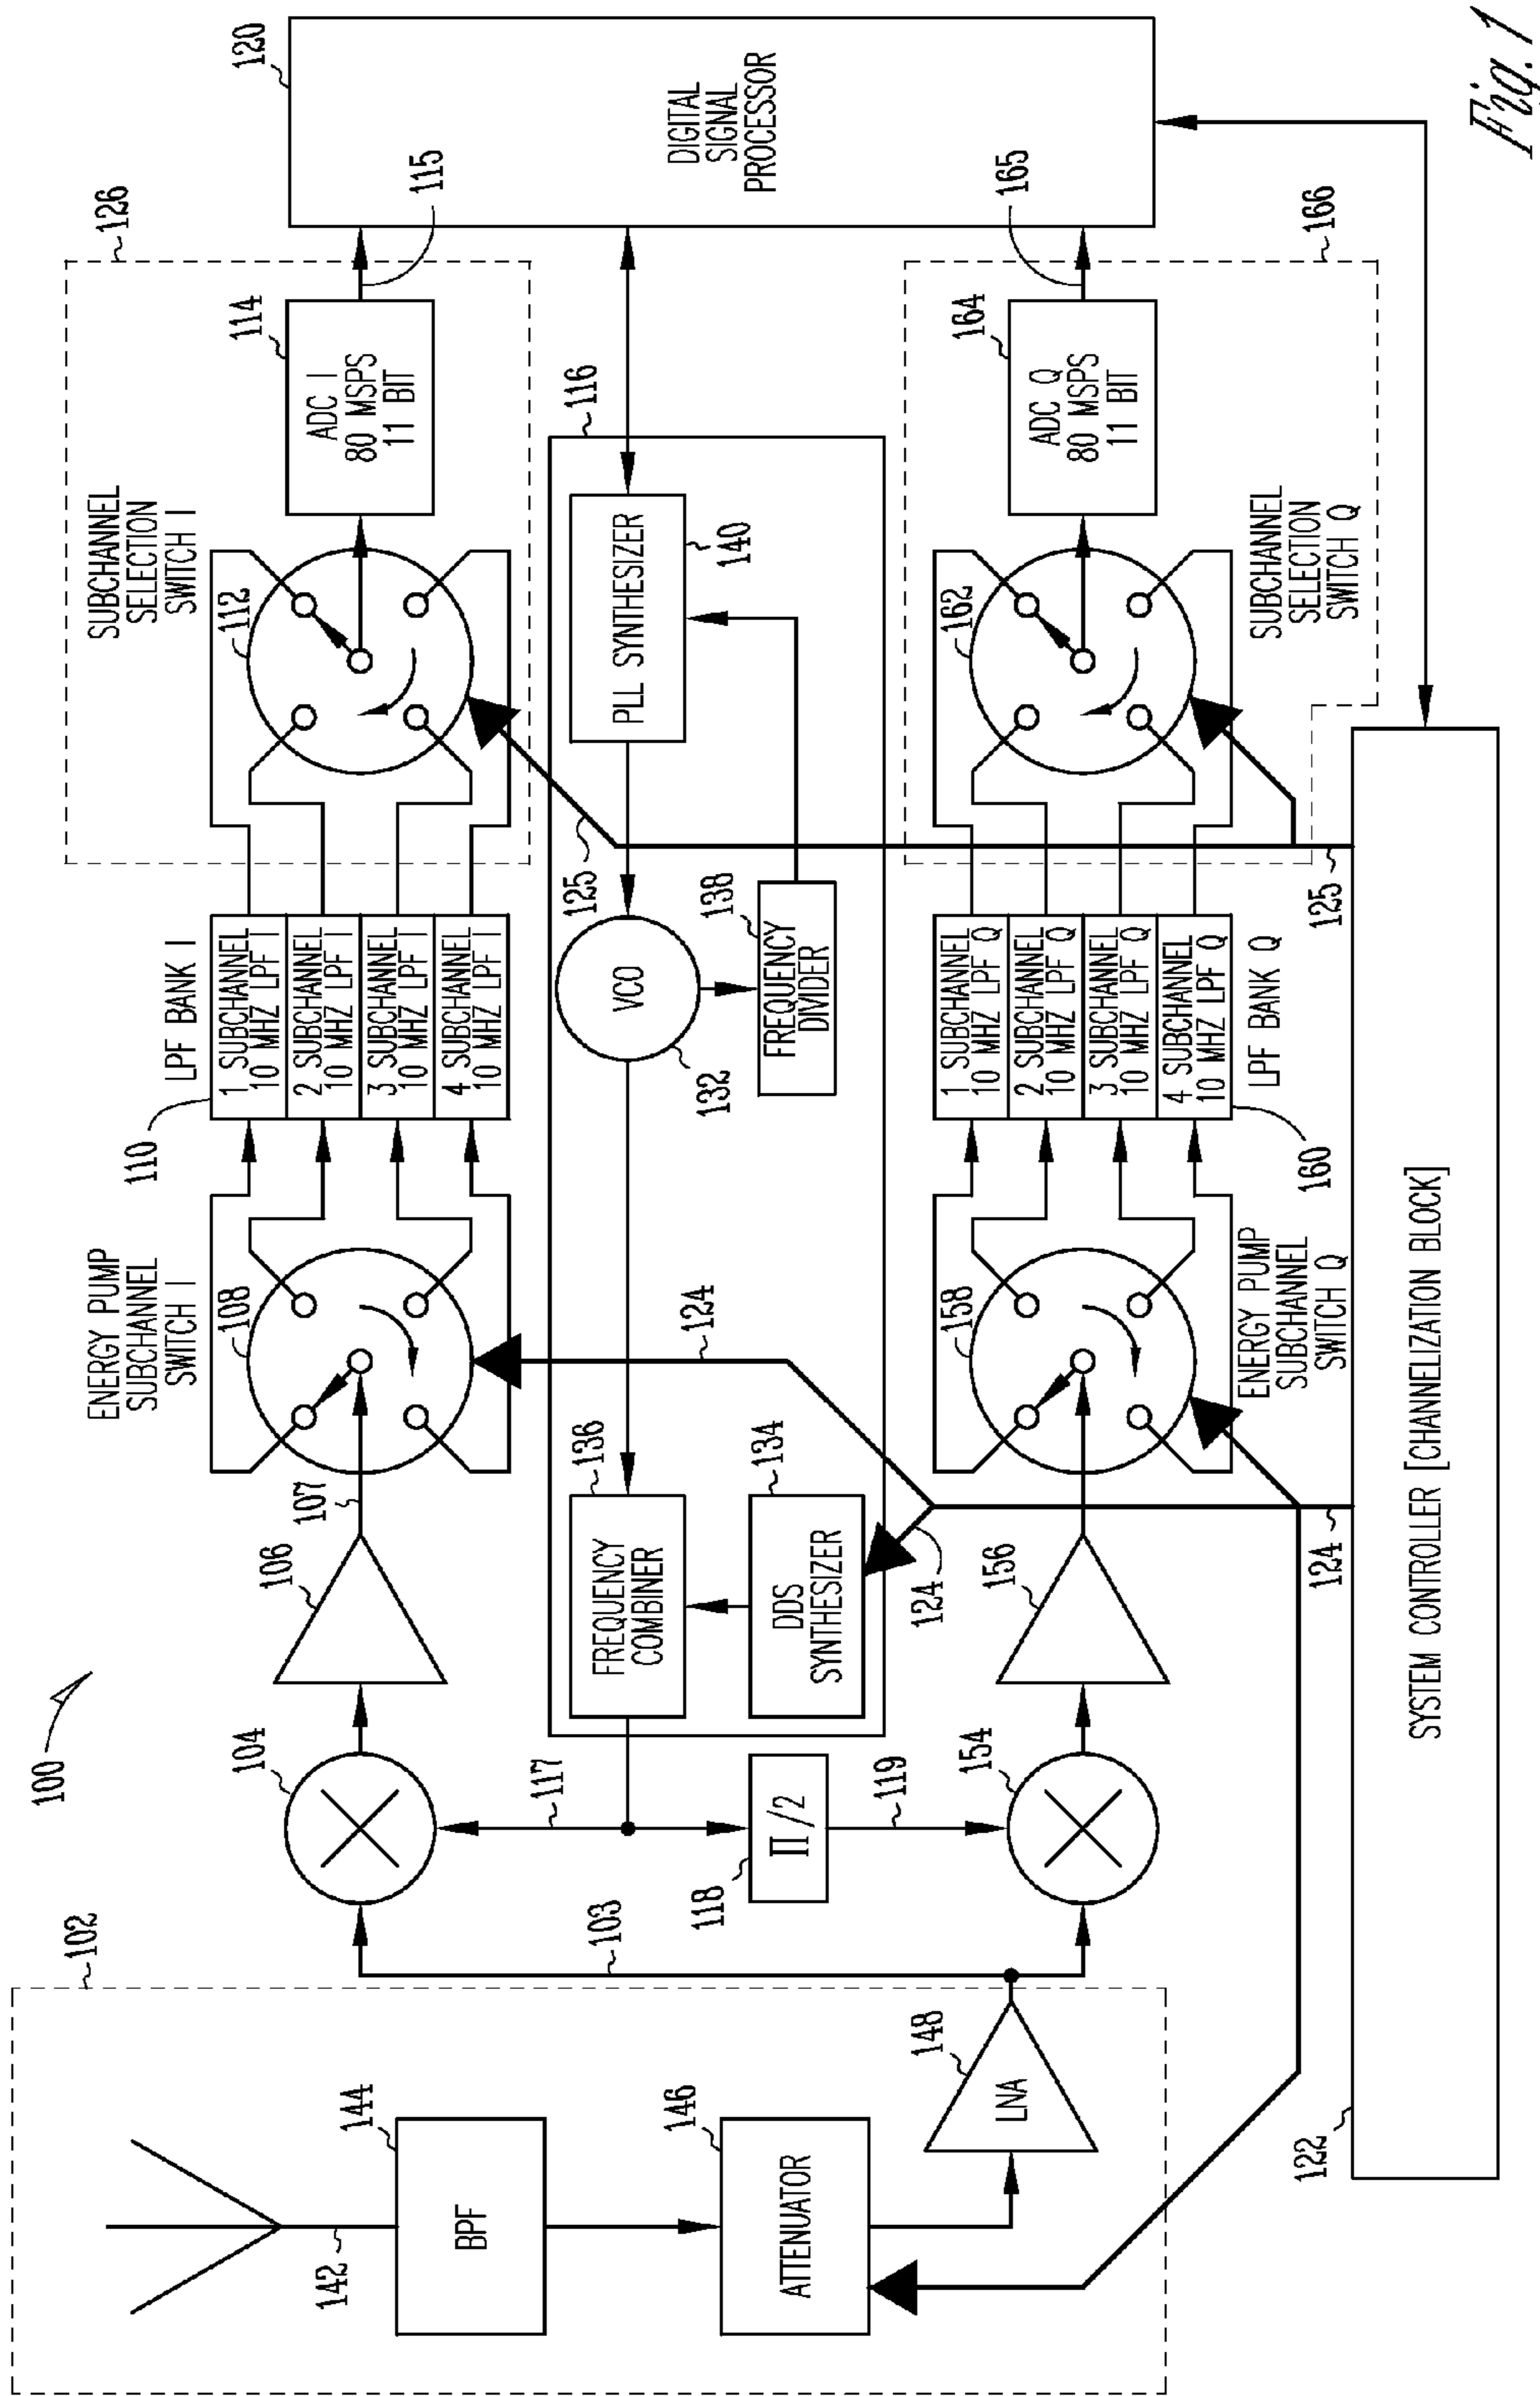 100
102
142
144
BPF
146
ATTENUATOR
148
LNA
103
104
117
118
Π/2
119
154
106
107
156
ENERGY PUMP
SUBCHANNEL
SWITCH I
108
110
LPF BANK I
1 SUBCHANNEL
10 MHZ LPF I
2 SUBCHANNEL
10 MHZ LPF I
3 SUBCHANNEL
10 MHZ LPF I
4 SUBCHANNEL
10 MHZ LPF I
SUBCHANNEL
SELECTION
SWITCH I
112
126
114
ADC I
80 MSPS
11 BIT
115
120
DIGITAL
SIGNAL
PROCESSOR
116
136
FREQUENCY
COMBINER
134
DDS
SYNTHESIZER
124
124
VCO
132
125
138
FREQUENCY
DIVIDER
PLL SYNTHESIZER
140
158
ENERGY PUMP
SUBCHANNEL
SWITCH Q
160
1 SUBCHANNEL
10 MHZ LPF Q
2 SUBCHANNEL
10 MHZ LPF Q
3 SUBCHANNEL
10 MHZ LPF Q
4 SUBCHANNEL
10 MHZ LPF Q
LPF BANK Q
162
SUBCHANNEL
SELECTION
SWITCH Q
164
ADC Q
80 MSPS
11 BIT
165
166
122
124
125
SYSTEM CONTROLLER [CHANNELIZATION BLOCK]
Fig. 1